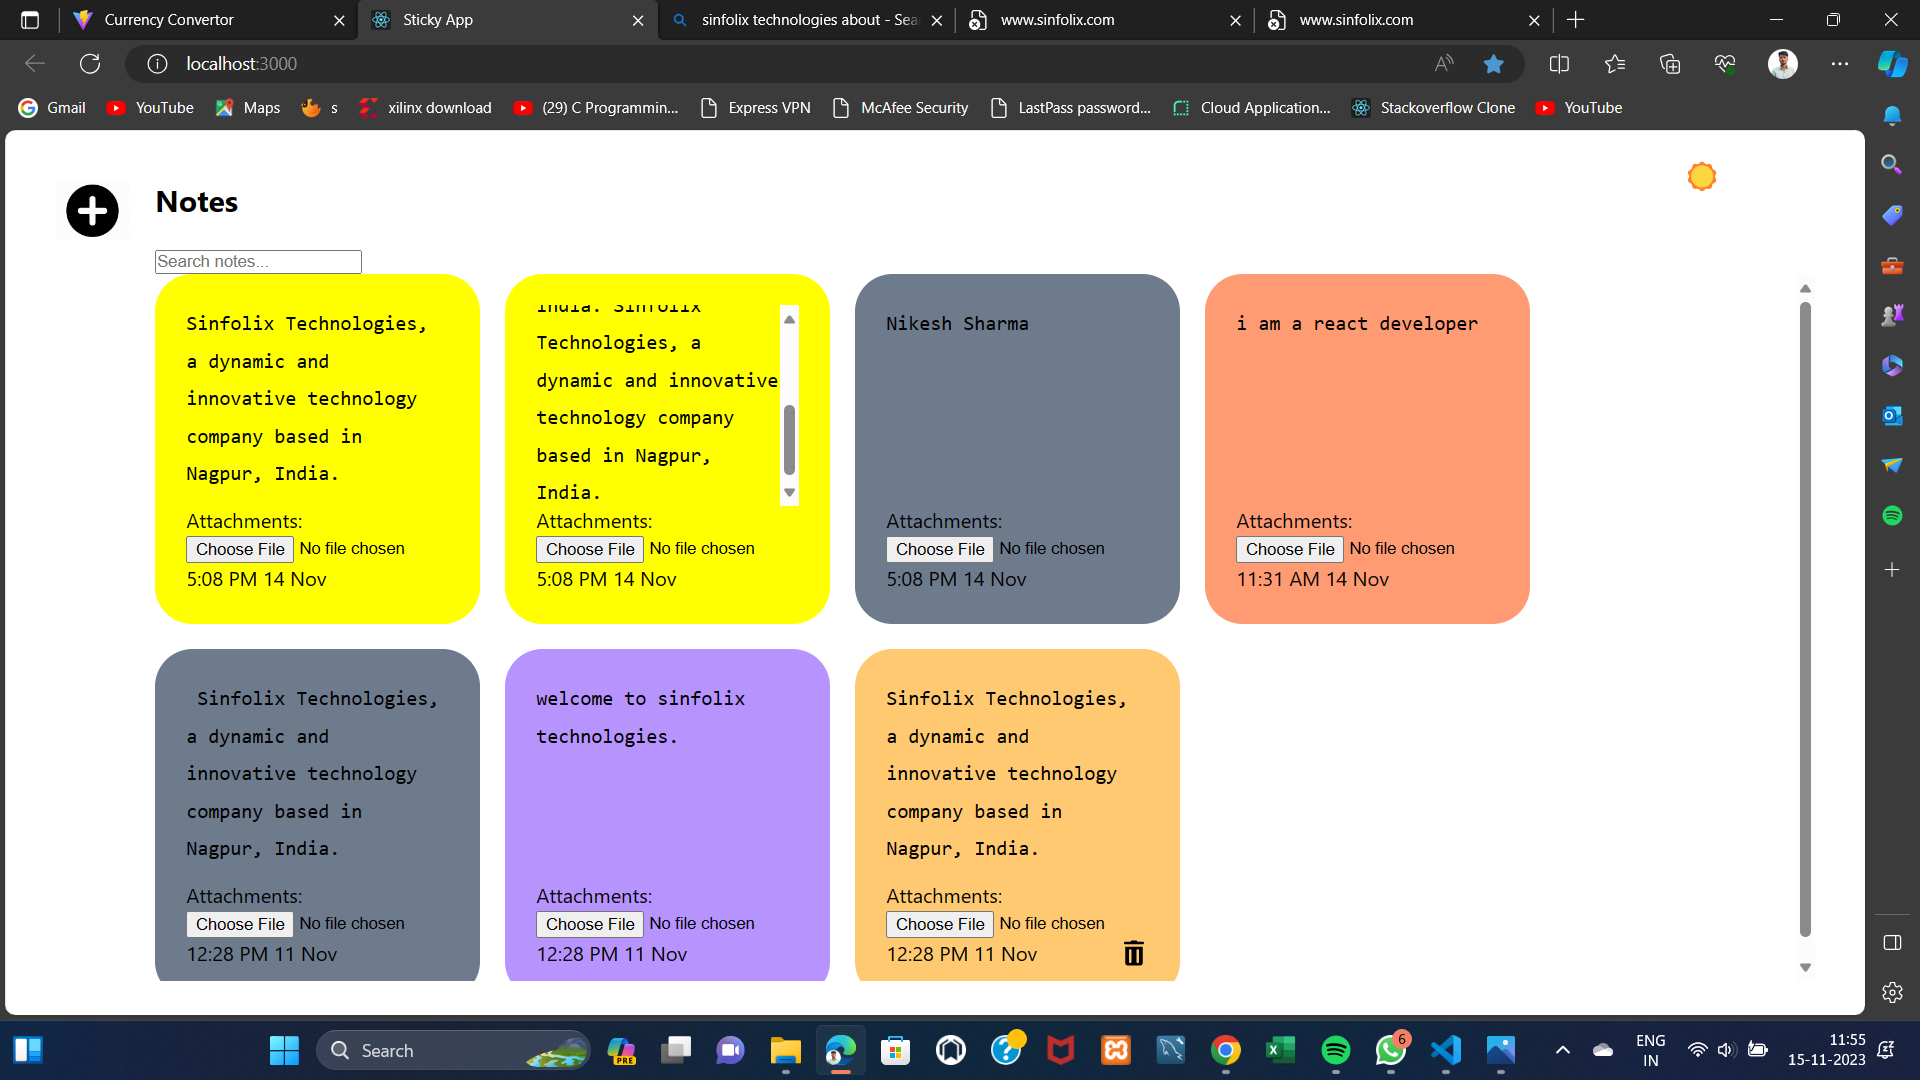 Currency Convertor
Sticky App
sinfolix technologies about - Sea
www.sinfolix.com
www.sinfolix.com
localhost:3000
Gmail
YouTube
Maps
s
xilinx download
(29) C Programmin...
Express VPN
McAfee Security
LastPass password...
Cloud Application...
Stackoverflow Clone
YouTube
Notes
Search notes...
Sinfolix Technologies,
a dynamic and
innovative technology
company based in
Nagpur, India.
Attachments:
Choose File No file chosen
5:08 PM 14 Nov
India. Sinfolix
Technologies, a
dynamic and innovative
technology company
based in Nagpur,
India.
Attachments:
Choose File No file chosen
5:08 PM 14 Nov
Nikesh Sharma
Attachments:
Choose File No file chosen
5:08 PM 14 Nov
i am a react developer
Attachments:
Choose File No file chosen
11:31 AM 14 Nov
Sinfolix Technologies,
a dynamic and
innovative technology
company based in
Nagpur, India.
Attachments:
Choose File No file chosen
12:28 PM 11 Nov
welcome to sinfolix
technologies.
Attachments:
Choose File No file chosen
12:28 PM 11 Nov
Sinfolix Technologies,
a dynamic and
innovative technology
company based in
Nagpur, India.
Attachments:
Choose File No file chosen
12:28 PM 11 Nov
Search
PRE
6
ENG
IN
11:55
15-11-2023